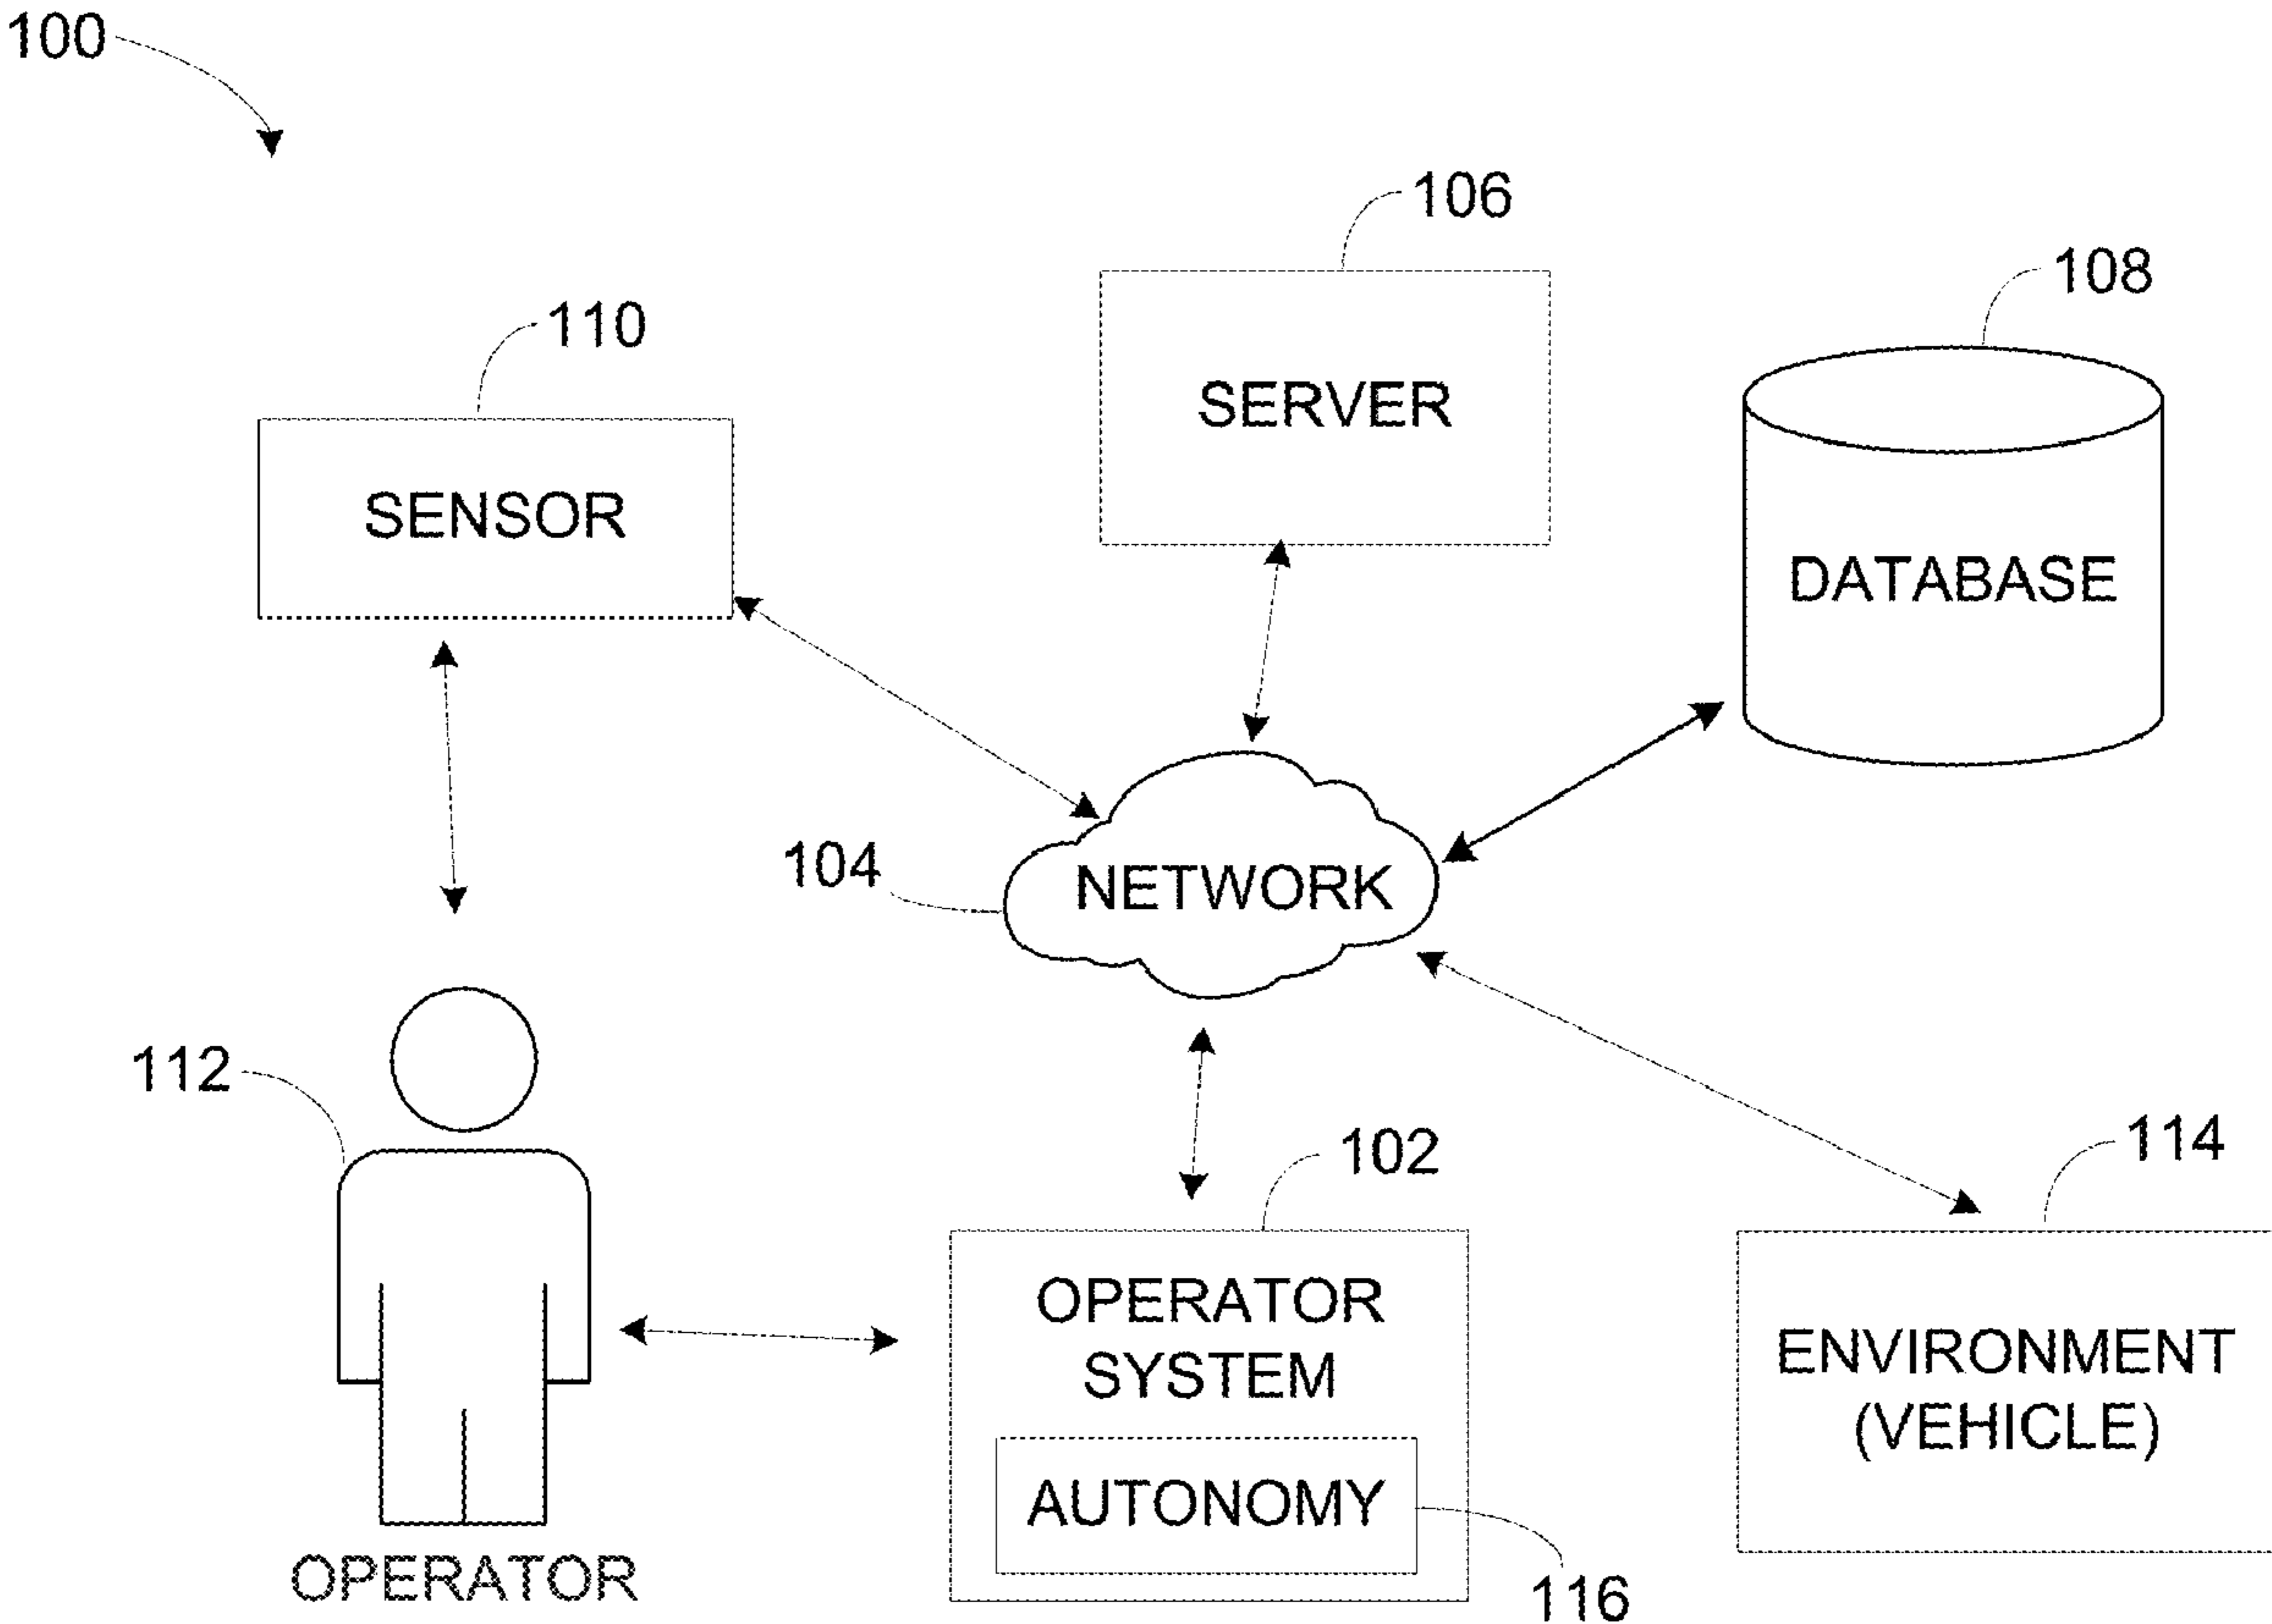 100
106
108
110
SERVER
SENSOR
DATABASE
104
NETWORK
112
102
114
OPERATOR
SYSTEM
ENVIRONMENT
(VEHICLE)
AUTONOMY
OPERATOR
116